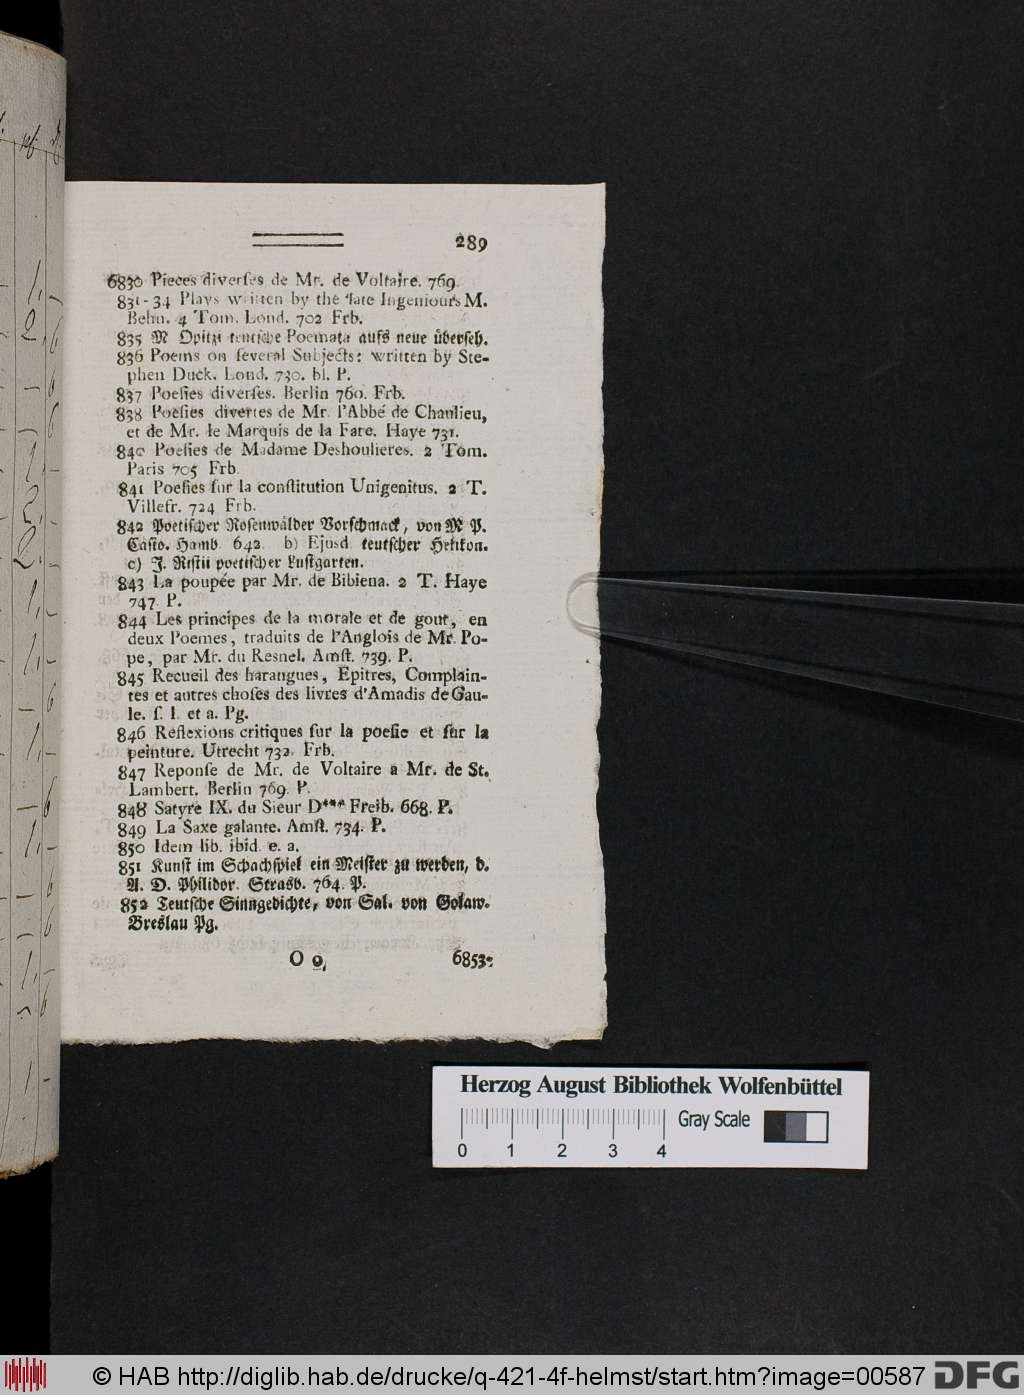 289
6830 Pieces diverſes de Mr. de Voltaire. 769.
831-34 Plays written by the late Ingeniours M.
Behn. 4 Tom. Lond. 702 Frb.
835 M Opitzi teutſche Poemata aufs neue überſeh.
836 Poems on ſeveral Subjects: written by Ste-
phen Duck. Lond. 730. bl. P.
837 Poeſies diverſes. Berlin 760. Frb.
838 Poëſies diverſes de Mr. l'Abbé de Chaulieu,
et de Mr. le Marquis de la Fare. Haye 731.
840 Poeſies de Madame Deshoulieres. 2 Tom.
Paris 705 Frb.
841 Poeſies ſur la conſtitution Unigenitus. 2 T.
Villefr. 724 Frb.
842 Poetiſcher Roſenwälder Vorſchmack, von M P.
Caſio. Hamb. 642. b) Ejusd. teutſcher Helikon.
c) J. Riſtii poetiſcher Luſtgarten.
843 La poupée par Mr. de Bibiena. 2 T. Haye
747. P.
844 Les principes de la morale et de gout, en
deux Poemes, traduits de l'Anglois de Mr. Po-
pe, par Mr. du Resnel. Amſt. 739. P.
845 Recueil des harangues, Epitres, Complain-
tes et autres choſes des livres d'Amadis de Gau-
le. ſ. l. et a. Pg.
846 Réflexions critiques ſur la poeſie et ſur la
peinture. Utrecht 732. Frb.
847 Reponſe de Mr. de Voltaire a Mr. de St.
Lambert. Berlin 769. P.
848 Satyre IX. du Sieur D*** Freib. 668. P.
849 La Saxe galante. Amſt. 734. P.
850 Idem lib. ibid. e. a.
851 Kunſt im Schachſpiel ein Meiſter zu werden, v.
A. D. Philidor. Strasb. 764. P.
852 Teutſche Sinngedichte, von Sal. von Golaw.
Breslau Pg.
O o
6853.
Herzog August Bibliothek Wolfenbüttel
Gray Scale
0 1 2 3 4
© HAB http://diglib.hab.de/drucke/q-421-4f-helmst/start.htm?image=00587
DFG